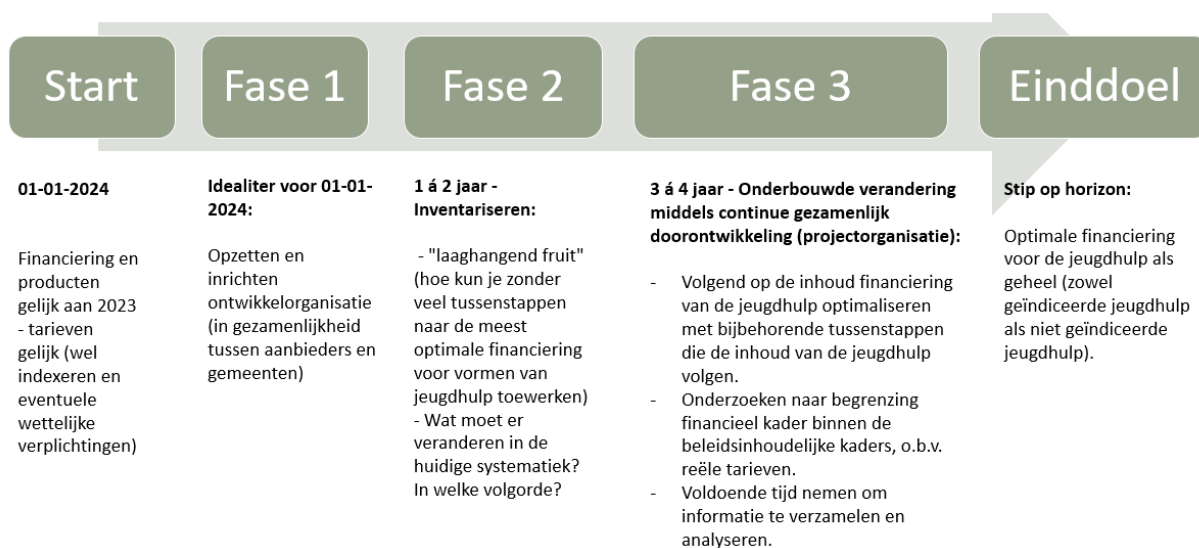 Start
Fase 1
Fase 2
Fase 3
Einddoel
01-01-2024
Financiering en
producten
gelijk aan 2023
- tarieven
gelijk (wel
indexeren en
eventuele
wettelijke
verplichtingen)
Idealiter voor 01-01-
2024:
Opzetten en
inrichten
ontwikkelorganisatie
(in gezamenlijkheid
tussen aanbieders en
gemeenten)
1 á 2 jaar -
Inventariseren:
- "laaghangend fruit"
(hoe kun je zonder
veel tussenstappen
naar de meest
optimale financiering
voor vormen van
jeugdhulp toewerken)
- Wat moet er
veranderen in de
huidige systematiek?
In welke volgorde?
3 á 4 jaar - Onderbouwde verandering
middels continue gezamenlijk
doorontwikkeling (projectorganisatie):
- Volgend op de inhoud financiering
van de jeugdhulp optimaliseren
met bijbehorende tussenstappen
die de inhoud van de jeugdhulp
volgen.
- Onderzoeken naar begrenzing
financieel kader binnen de
beleidsinhoudelijke kaders, o.b.v.
reële tarieven.
- Voldoende tijd nemen om
informatie te verzamelen en
analyseren.
Stip op horizon:
Optimale financiering
voor de jeugdhulp als
geheel (zowel
geïndiceerde jeugdhulp
als niet geïndiceerde
jeugdhulp).